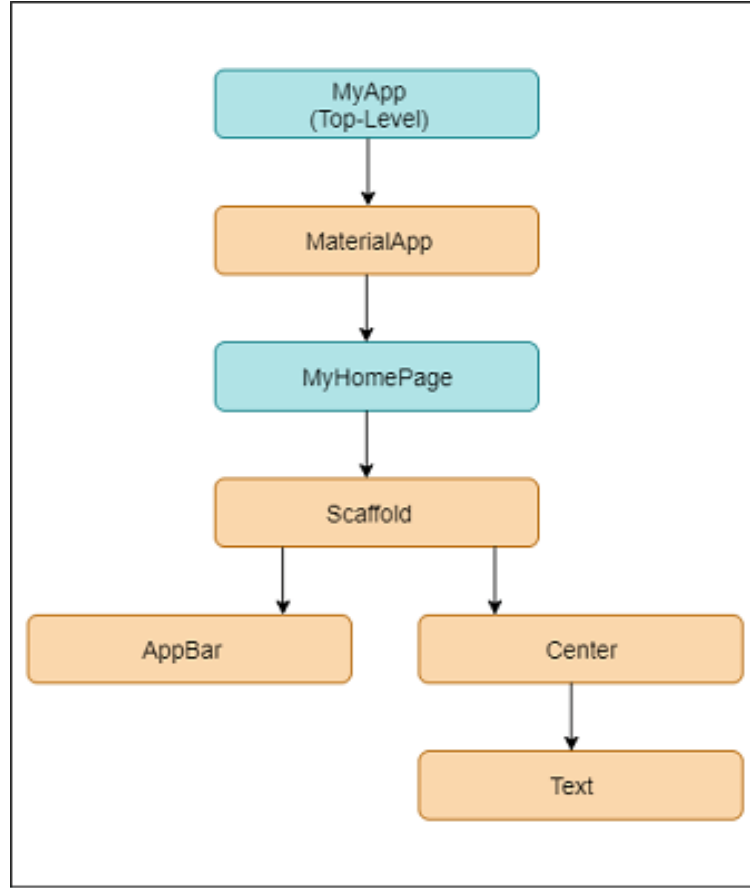 MyApp
(Top-Level)
MaterialApp
MyHomePage
Scaffold
AppBar
Center
Text